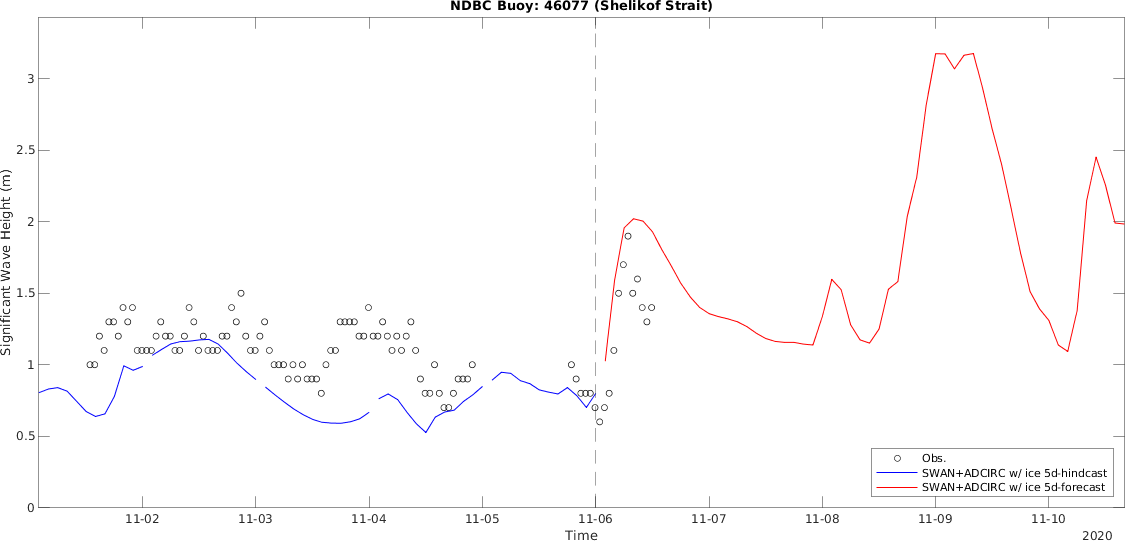 NDBC Buoy: 46077 (Shelikof Strait)
Significant Wave Height (m)
3
2.5
2
1.5
1
0.5
0
11-02 11-03 11-04 11-05 11-06 11-07 11-08 11-09 11-10
Time
2020
Obs.
SWAN+ADCIRC w/ ice 5d-hindcast
SWAN+ADCIRC w/ ice 5d-forecast